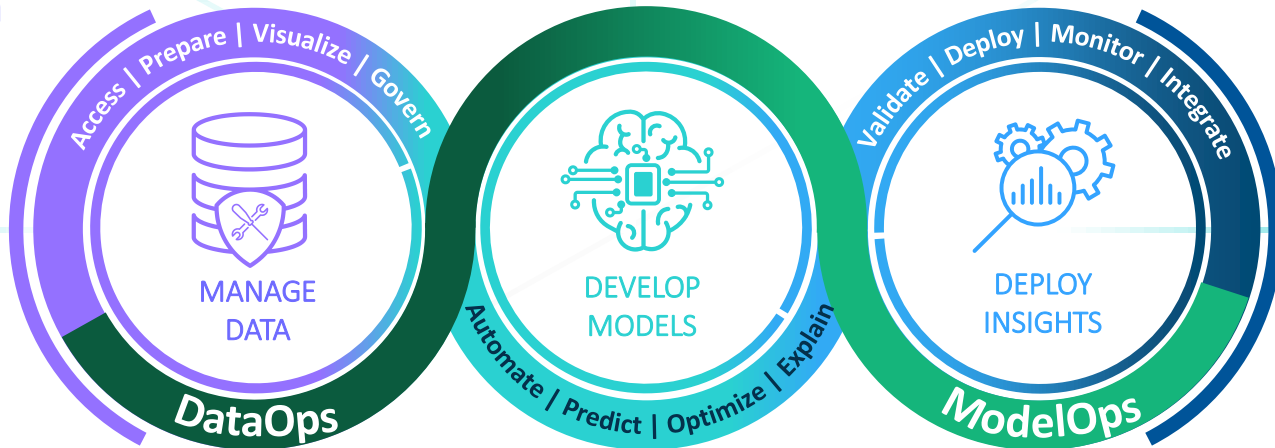 Access | Prepare | Visualize | Govern
MANAGE
DATA
DataOps
DEVELOP
MODELS
Automate | Predict | Optimize | Explain
Validate | Deploy | Monitor | Integrate
DEPLOY
INSIGHTS
ModelOps